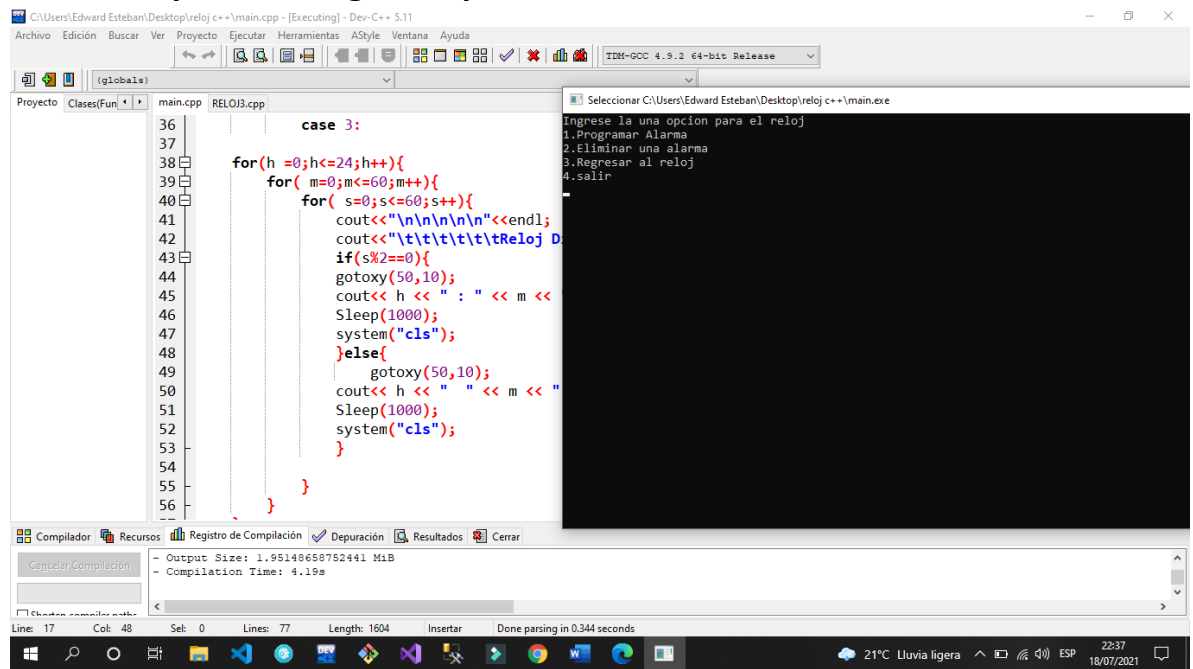 C:\Users\Edward Esteban\Desktop\reloj c++\main.cpp - [Executing] - Dev-C++ 5.11
Archivo Edición Buscar Ver Proyecto Ejecutar Herramientas AStyle Ventana Ayuda
TDM-GCC 4.9.2 64-bit Release
(globals)
Proyecto Clases(Fun main.cpp RELOJ3.cpp
36 case 3:
37
38 for(h =0;h<=24;h++){
39 for( m=0;m<=60;m++){
40 for( s=0;s<=60;s++){
41 cout<<"\n\n\n\n\n"<<endl;
42 cout<<"\t\t\t\t\t\tReloj D
43 if(s%2==0){
44 gotoxy(50,10);
45 cout<< h << " : " << m << "
46 Sleep(1000);
47 system("cls");
48 }else{
49 gotoxy(50,10);
50 cout<< h << "  " << m << "
51 Sleep(1000);
52 system("cls");
53 }
54
55 }
56 }
Seleccionar C:\Users\Edward Esteban\Desktop\reloj c++\main.exe
Ingrese la una opcion para el reloj
1.Programar Alarma
2.Eliminar una alarma
3.Regresar al reloj
4.salir
Compilador Recursos Registro de Compilación Depuración Resultados Cerrar
Cancelar Compilación
- Output Size: 1.95148658752441 MiB
- Compilation Time: 4.19s
Shorten compiler paths
Line: 17 Col: 48 Sel: 0 Lines: 77 Length: 1604 Insertar Done parsing in 0.344 seconds
DEV
21°C Lluvia ligera ESP 22:37
18/07/2021